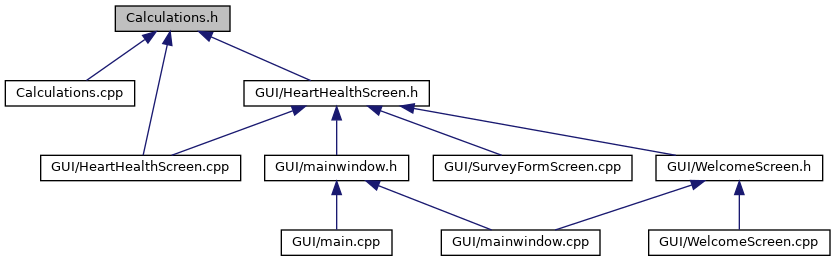 Calculations.h
Calculations.cpp
GUI/HeartHealthScreen.h
GUI/HeartHealthScreen.cpp
GUI/mainwindow.h
GUI/SurveyFormScreen.cpp
GUI/WelcomeScreen.h
GUI/main.cpp
GUI/mainwindow.cpp
GUI/WelcomeScreen.cpp